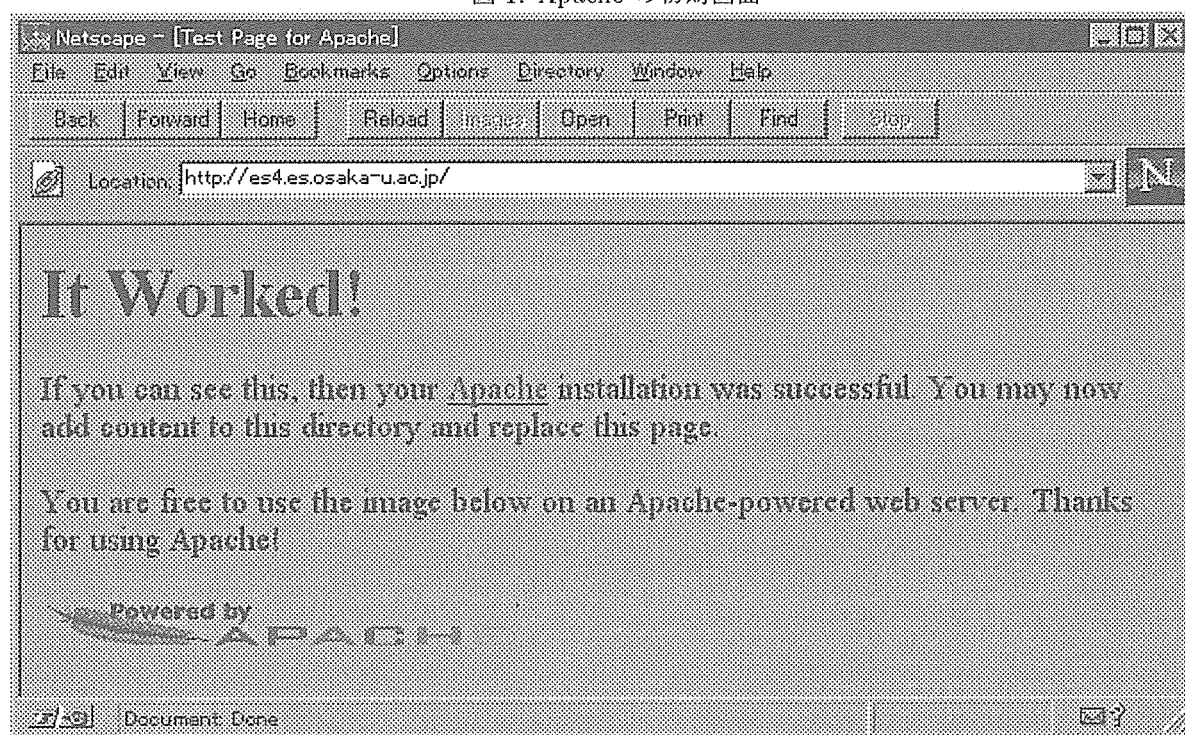 Netscape - [Test Page for Apache]
File Edit View Go Bookmarks Options Directory Window Help
Back Forward Home Reload Images Open Print Find Stop
Location: http://es4.es.osaka-u.ac.jp/
N
It Worked!
If you can see this, then your Apache installation was successful. You may now
add content to this directory and replace this page.
You are free to use the image below on an Apache-powered web server. Thanks
for using Apache!
Powered by
APACH
Document: Done